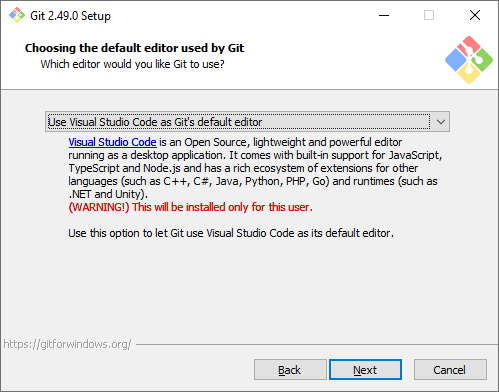 Git 2.49.0 Setup
Choosing the default editor used by Git
Which editor would you like Git to use?
Use Visual Studio Code as Git's default editor
Visual Studio Code is an Open Source, lightweight and powerful editor
running as a desktop application. It comes with built-in support for JavaScript,
TypeScript and Node.js and has a rich ecosystem of extensions for other
languages (such as C++, C#, Java, Python, PHP, Go) and runtimes (such as
.NET and Unity).
(WARNING!) This will be installed only for this user.
Use this option to let Git use Visual Studio Code as its default editor.
https://gitforwindows.org/
Back
Next
Cancel